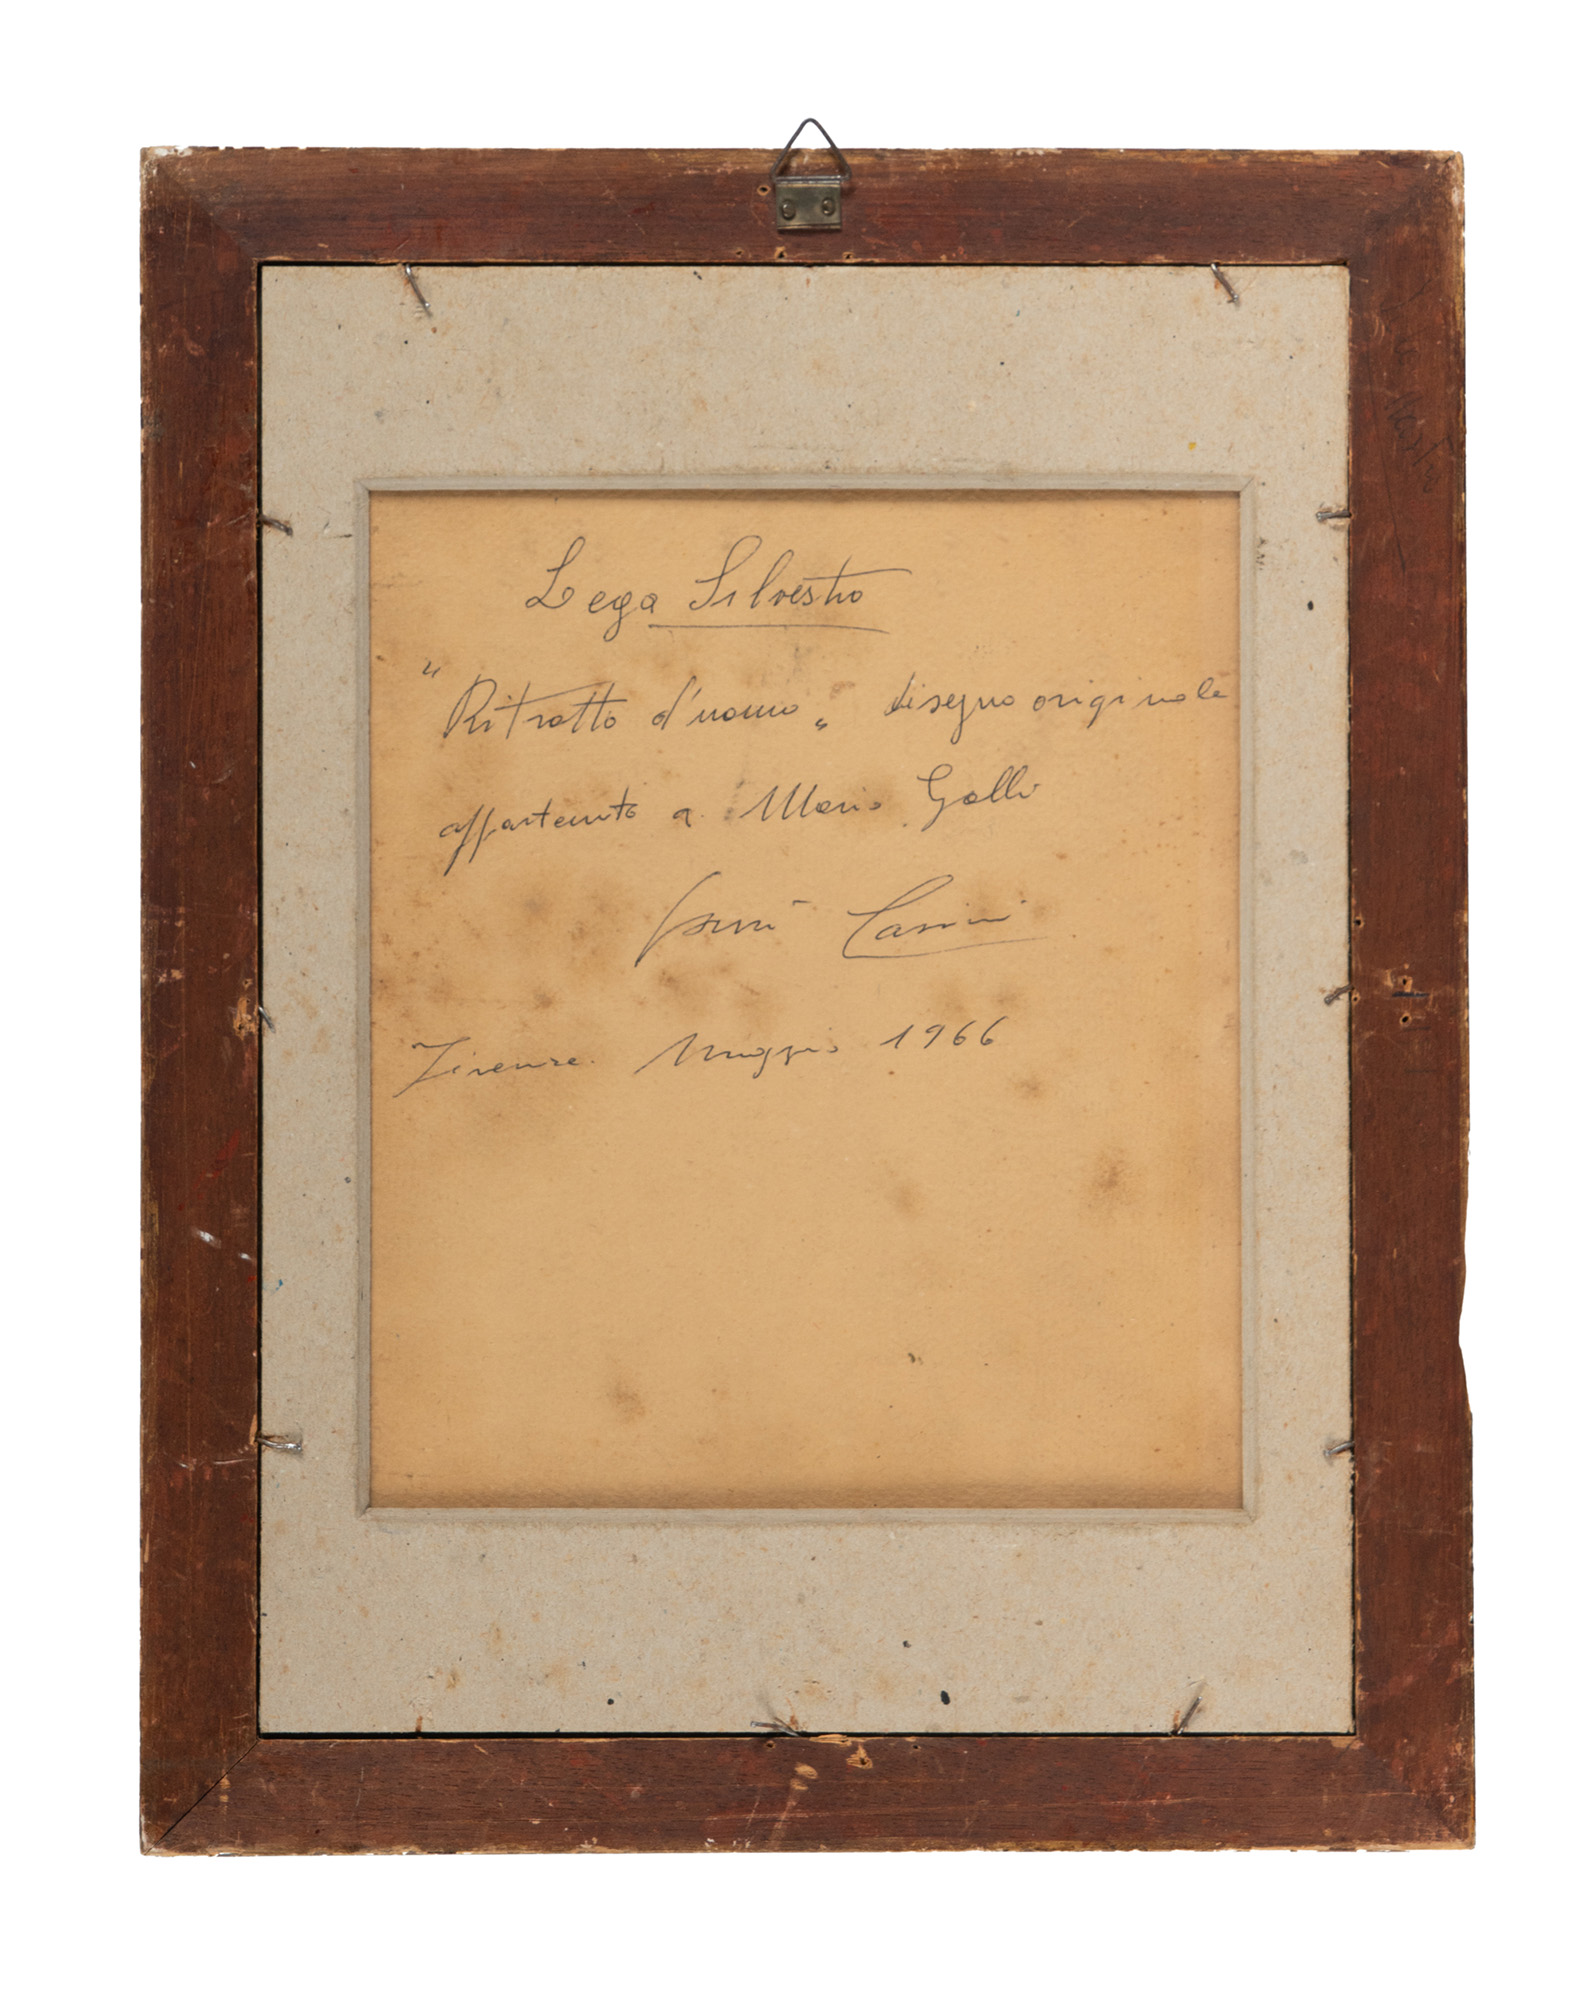 Lega Silvestro
"Ritratto d'uomo„ disegno originale
appartenuto a Mario Galli
Firenze. Maggio 1966